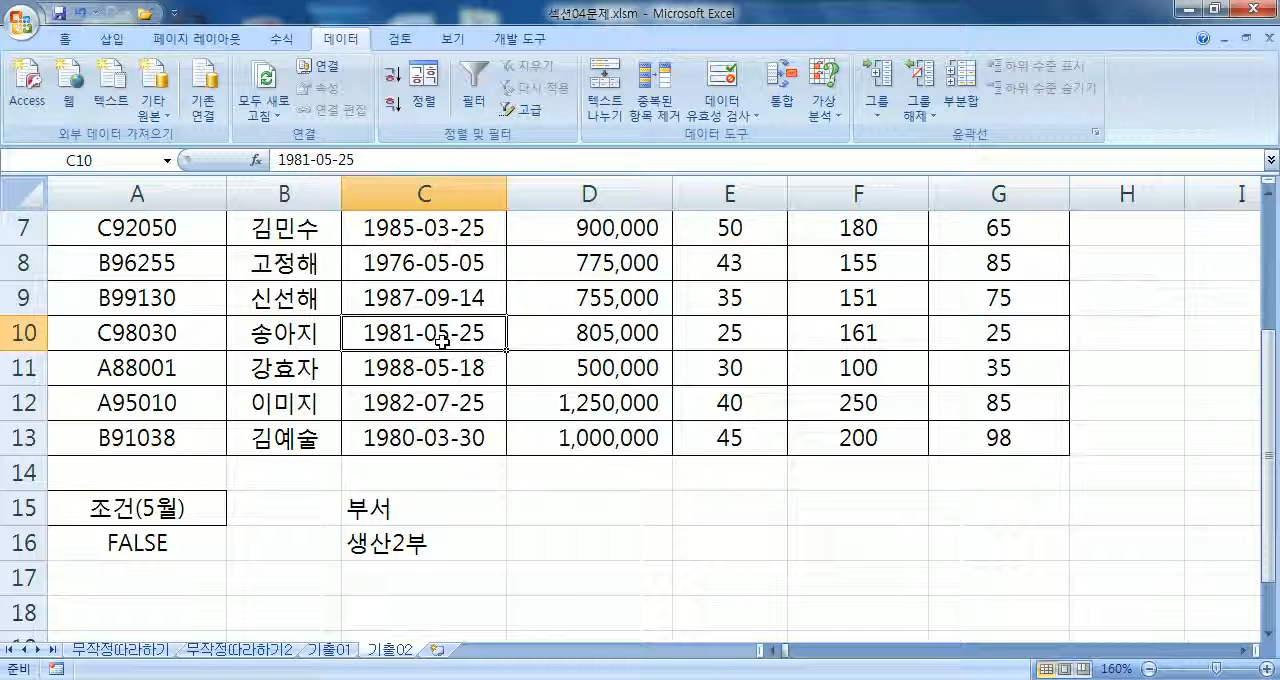 섹션04문제.xlsm - Microsoft Excel
홈 삽입 페이지 레이아웃 수식 데이터 검토 보기 개발 도구
Access 웹 텍스트 기타 원본 기존 연결
외부 데이터 가져오기
모두 새로 고침 연결 속성 연결 편집
연결
정렬 필터 지우기 다시 적용 고급
정렬 및 필터
텍스트 나누기 중복된 항목 제거 데이터 유효성 검사 통합 가상 분석
데이터 도구
그룹 그룹 해제 부분합 하위 수준 표시 하위 수준 숨기기
윤곽선
C10 fx 1981-05-25
A B C D E F G H I
7 C92050 김민수 1985-03-25 900,000 50 180 65
8 B96255 고정해 1976-05-05 775,000 43 155 85
9 B99130 신선해 1987-09-14 755,000 35 151 75
10 C98030 송아지 1981-05-25 805,000 25 161 25
11 A88001 강효자 1988-05-18 500,000 30 100 35
12 A95010 이미지 1982-07-25 1,250,000 40 250 85
13 B91038 김예술 1980-03-30 1,000,000 45 200 98
14
15 조건(5월) 부서
16 FALSE 생산2부
17
18
무작정따라하기 무작정따라하기2 기출01 기출02
준비 160%